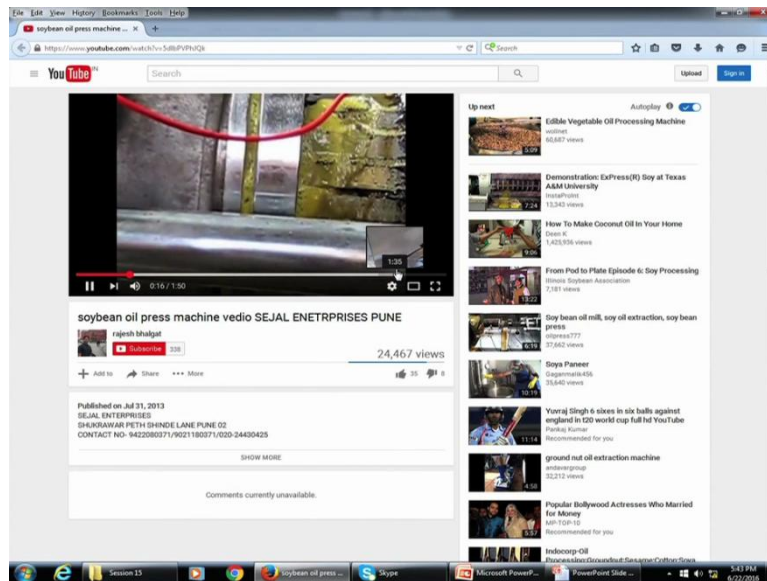 File Edit View History Bookmarks Tools Help
soybean oil press machine ... × +
https://www.youtube.com/watch?v=5dlbPVPhJQk
Search
YouTube IN
Search
Upload
Sign in
1:35
0:16 / 1:50
soybean oil press machine vedio SEJAL ENETRPRISES PUNE
rajesh bhalgat
Subscribe 338
24,467 views
Add to Share More
35 8
Published on Jul 31, 2013
SEJAL ENTERPRISES
SHUKRAWAR PETH SHINDE LANE PUNE 02
CONTACT NO- 9422080371/9021180371/020-24430425
SHOW MORE
Comments currently unavailable.
Up next
Autoplay
Edible Vegetable Oil Processing Machine
wolinet
60,687 views
5:09
Demonstration: ExPress(R) Soy at Texas
A&M University
InstaProInt
13,343 views
7:24
How To Make Coconut Oil In Your Home
Deen K
1,425,936 views
9:06
From Pod to Plate Episode 6: Soy Processing
Illinois Soybean Association
7,181 views
13:22
Soy bean oil mill, soy oil extraction, soy bean
press
oilpress777
37,662 views
6:19
Soya Paneer
Gaganmalik456
35,640 views
10:19
Yuvraj Singh 6 sixes in six balls against
england in t20 world cup full hd YouTube
Pankaj Kumar
Recommended for you
11:14
ground nut oil extraction machine
andavargroup
32,212 views
4:58
Popular Bollywood Actresses Who Married
for Money
MP-TOP-10
Recommended for you
5:57
Indocorp-Oil
Session 15
soybean oil press ...
Skype
Microsoft PowerP...
PowerPoint Slide ...
5:43 PM
6/22/2016